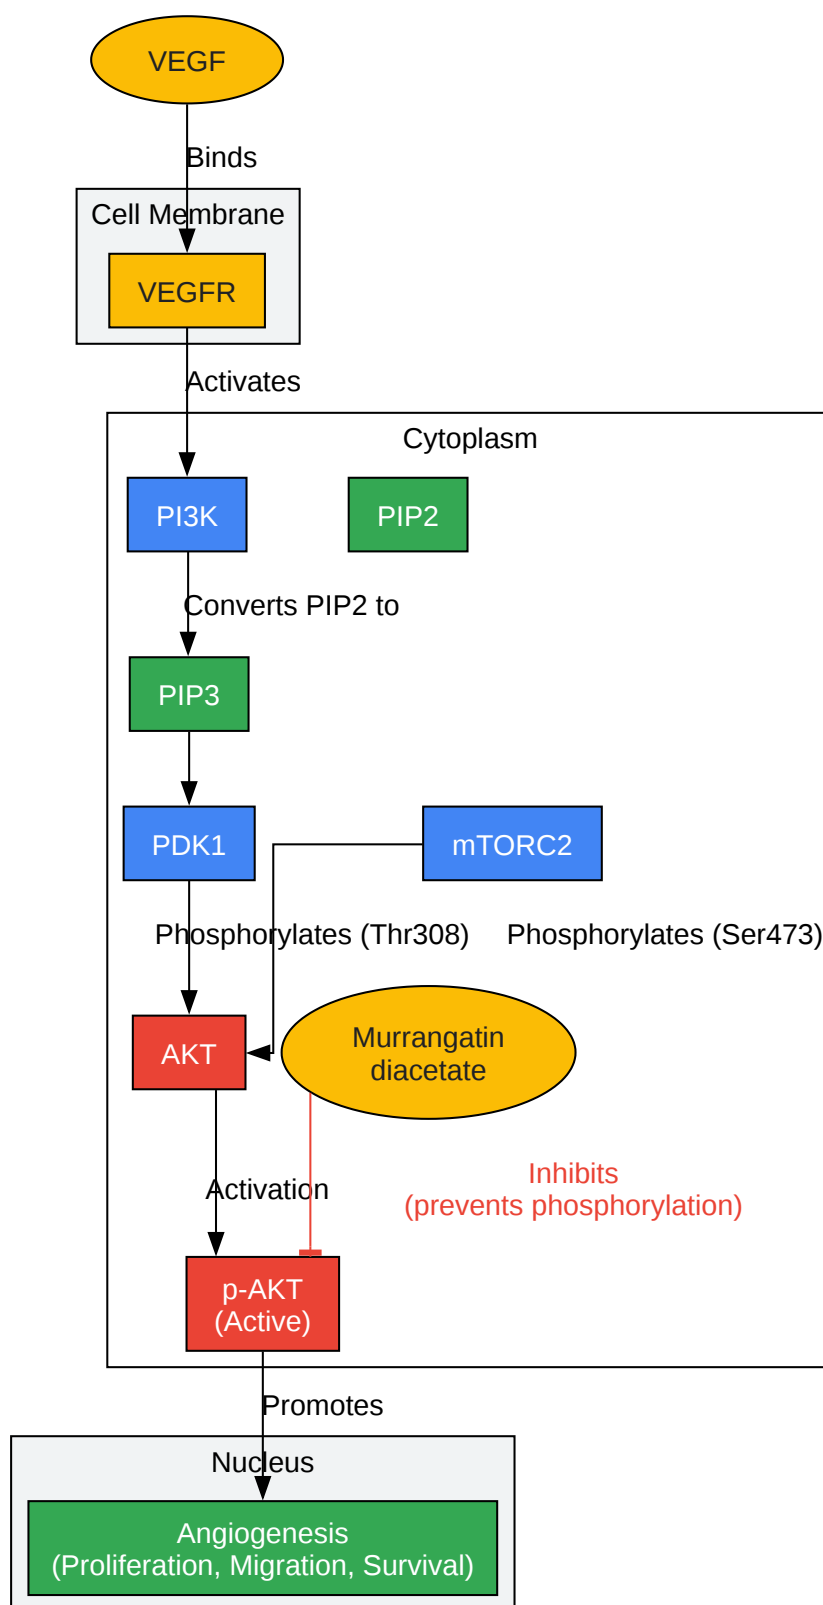 VEGF
Binds
Cell Membrane
VEGFR
Activates
Cytoplasm
PI3K
PIP2
Converts PIP2 to
PIP3
PDK1
mTORC2
Phosphorylates (Thr308)
Phosphorylates (Ser473)
AKT
Murrangatin
diacetate
Activation
Inhibits
(prevents phosphorylation)
p-AKT
(Active)
Promotes
Nucleus
Angiogenesis
(Proliferation, Migration, Survival)